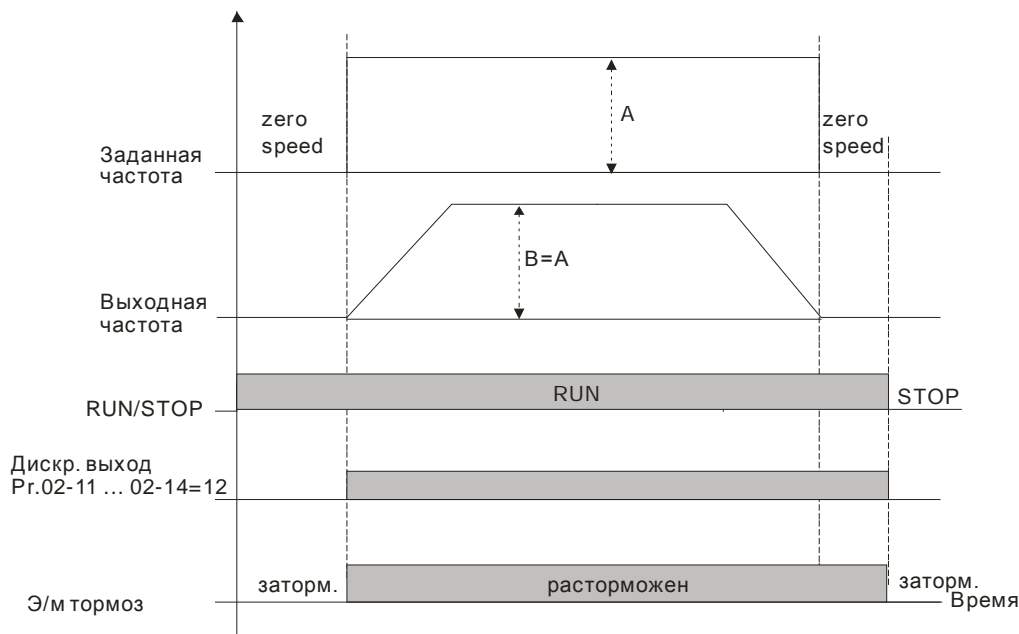 A
zero
speed
zero
speed
Заданная
частота
B=A
Выходная
частота
RUN
STOP
RUN/STOP
Дискр. выход
Pr.02-11 ... 02-14=12
заторм.
расторможен
заторм.
Э/м тормоз
Время